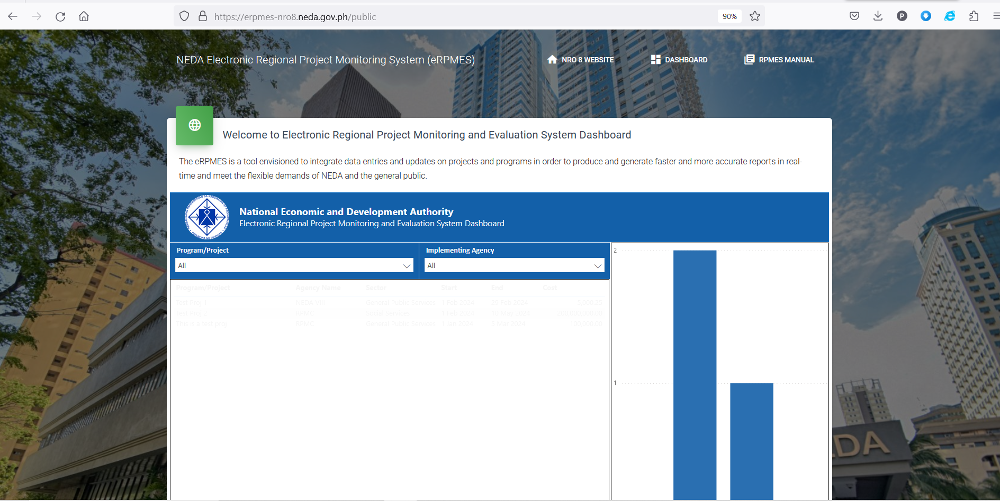 https://erpmes-nro8.neda.gov.ph/public
90%
P
NEDA Electronic Regional Project Monitoring System (eRPMES)
NRO 8 WEBSITE
DASHBOARD
RPMES MANUAL
Welcome to Electronic Regional Project Monitoring and Evaluation System Dashboard
The eRPMES is a tool envisioned to integrate data entries and updates on projects and programs in order to produce and generate faster and more accurate reports in real-
time and meet the flexible demands of NEDA and the general public.
National Economic and Development Authority
Electronic Regional Project Monitoring and Evaluation System Dashboard
Program/Project
All
Implementing Agency
All
Program/Project Agency Name Sector Start End Cost
Test Proj 1 NEDA VIII General Public Services 1 Feb 2024 29 Feb 2024 5,000.25
Test Proj 2 RPMC Social Services 1 Feb 2024 10 May 2024 200,000,000.00
This is a test proj RPMC General Public Services 1 Jan 2024 5 Mar 2024 100,000.00
2
1
EDA